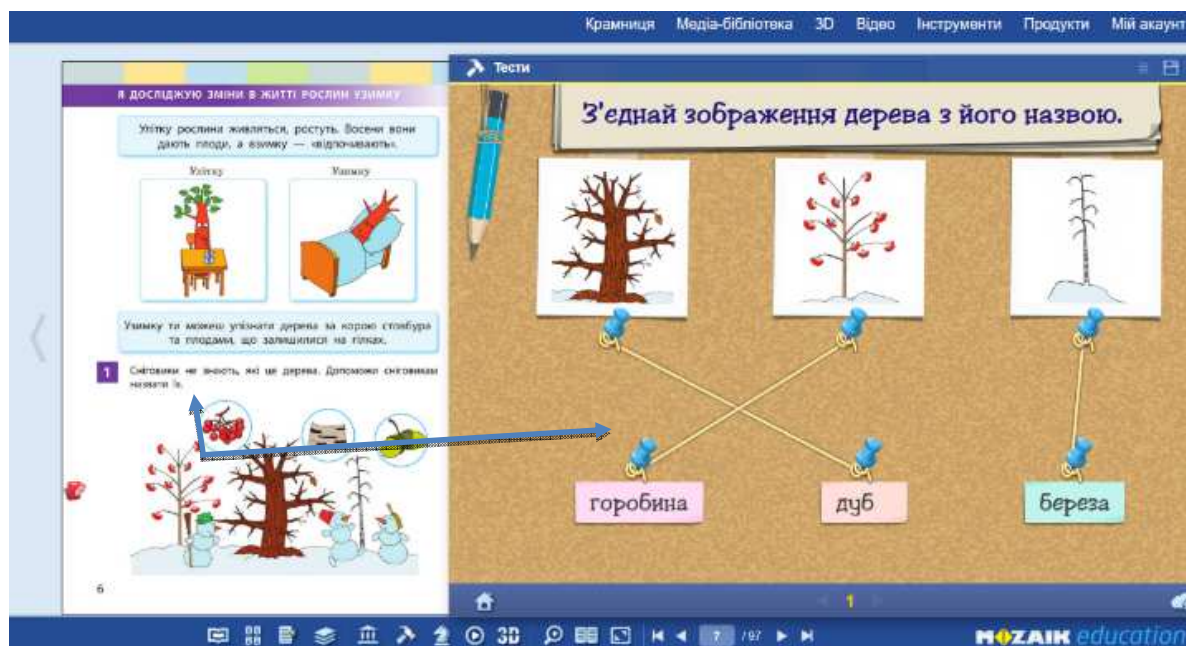 Крамниця Медіа-бібліотека 3D Відео Інструменти Продукти Мій акаунт
Я ДОСЛІДЖУЮ ЗМІНИ В ЖИТТІ РОСЛИН УЗИМКУ
Улітку рослини живляться, ростуть. Восени вони
дають плоди, а взимку — «відпочивають».
Улітку Узимку
Узимку ти можеш упізнати дерева за корою стовбура
та плодами, що залишилися на гілках.
1 Сніговики не знають, які це дерева. Допоможи сніговикам
назвати їх.
6
Тести
З'єднай зображення дерева з його назвою.
горобина дуб береза
1
3D 7 /97
MOZAIK education